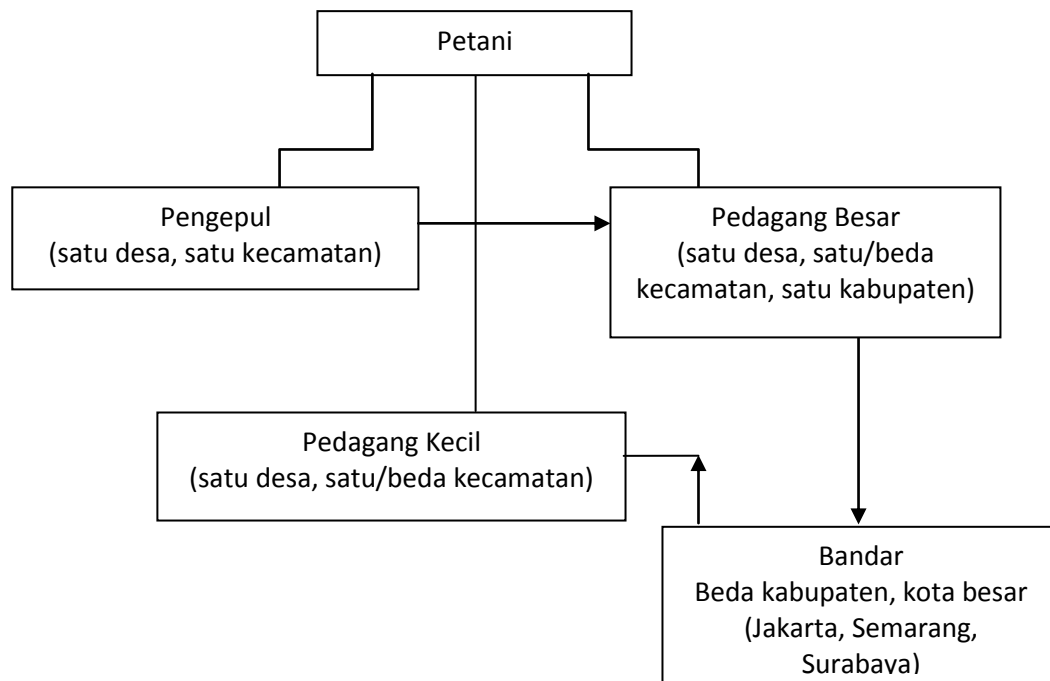 Petani
Pengepul
(satu desa, satu kecamatan)
Pedagang Besar
(satu desa, satu/beda
kecamatan, satu kabupaten)
Pedagang Kecil
(satu desa, satu/beda kecamatan)
Bandar
Beda kabupaten, kota besar
(Jakarta, Semarang,
Surabaya)